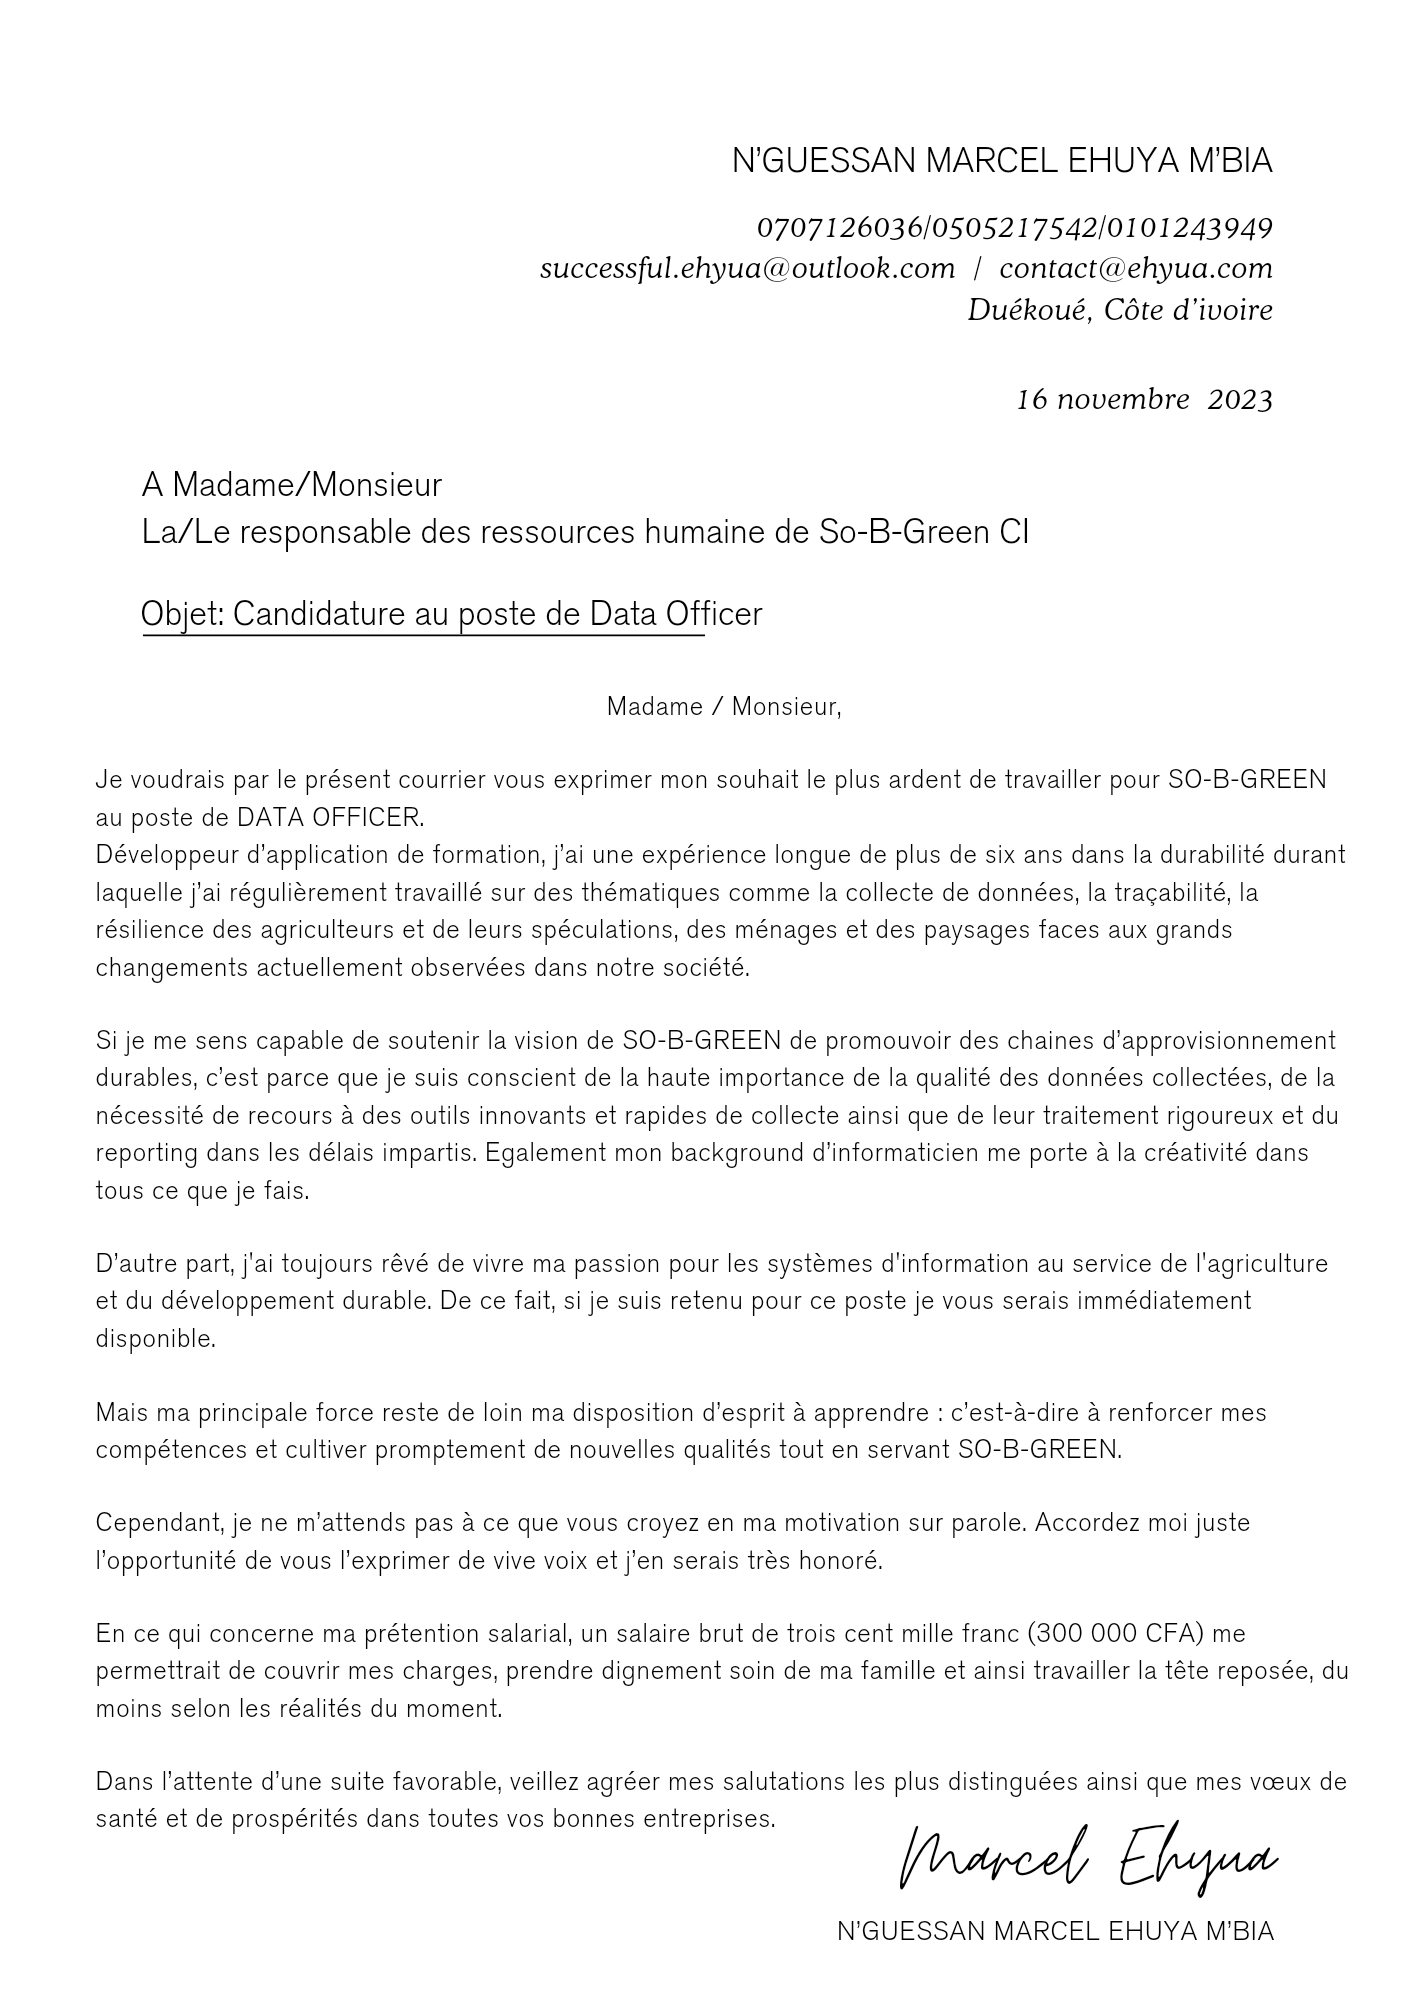 N’GUESSAN MARCEL EHUYA M’BIA
0707126036/0505217542/0101243949
successful.ehyua@outlook.com / contact@ehyua.com
Duékoué, Côte d’ivoire
16 novembre 2023
A Madame/Monsieur
La/Le responsable des ressources humaine de So-B-Green CI
Objet: Candidature au poste de Data Officer
Madame / Monsieur,
Je voudrais par le présent courrier vous exprimer mon souhait le plus ardent de travailler pour SO-B-GREEN
au poste de DATA OFFICER.
Développeur d’application de formation, j’ai une expérience longue de plus de six ans dans la durabilité durant
laquelle j’ai régulièrement travaillé sur des thématiques comme la collecte de données, la traçabilité, la
résilience des agriculteurs et de leurs spéculations, des ménages et des paysages faces aux grands
changements actuellement observées dans notre société.
Si je me sens capable de soutenir la vision de SO-B-GREEN de promouvoir des chaines d’approvisionnement
durables, c’est parce que je suis conscient de la haute importance de la qualité des données collectées, de la
nécessité de recours à des outils innovants et rapides de collecte ainsi que de leur traitement rigoureux et du
reporting dans les délais impartis. Egalement mon background d’informaticien me porte à la créativité dans
tous ce que je fais.
D’autre part, j'ai toujours rêvé de vivre ma passion pour les systèmes d'information au service de l'agriculture
et du développement durable. De ce fait, si je suis retenu pour ce poste je vous serais immédiatement
disponible.
Mais ma principale force reste de loin ma disposition d’esprit à apprendre : c’est-à-dire à renforcer mes
compétences et cultiver promptement de nouvelles qualités tout en servant SO-B-GREEN.
Cependant, je ne m’attends pas à ce que vous croyez en ma motivation sur parole. Accordez moi juste
l’opportunité de vous l’exprimer de vive voix et j’en serais très honoré.
En ce qui concerne ma prétention salarial, un salaire brut de trois cent mille franc (300 000 CFA) me
permettrait de couvrir mes charges, prendre dignement soin de ma famille et ainsi travailler la tête reposée, du
moins selon les réalités du moment.
Dans l’attente d’une suite favorable, veillez agréer mes salutations les plus distinguées ainsi que mes vœux de
santé et de prospérités dans toutes vos bonnes entreprises.
Marcel Ehyua
N’GUESSAN MARCEL EHUYA M’BIA